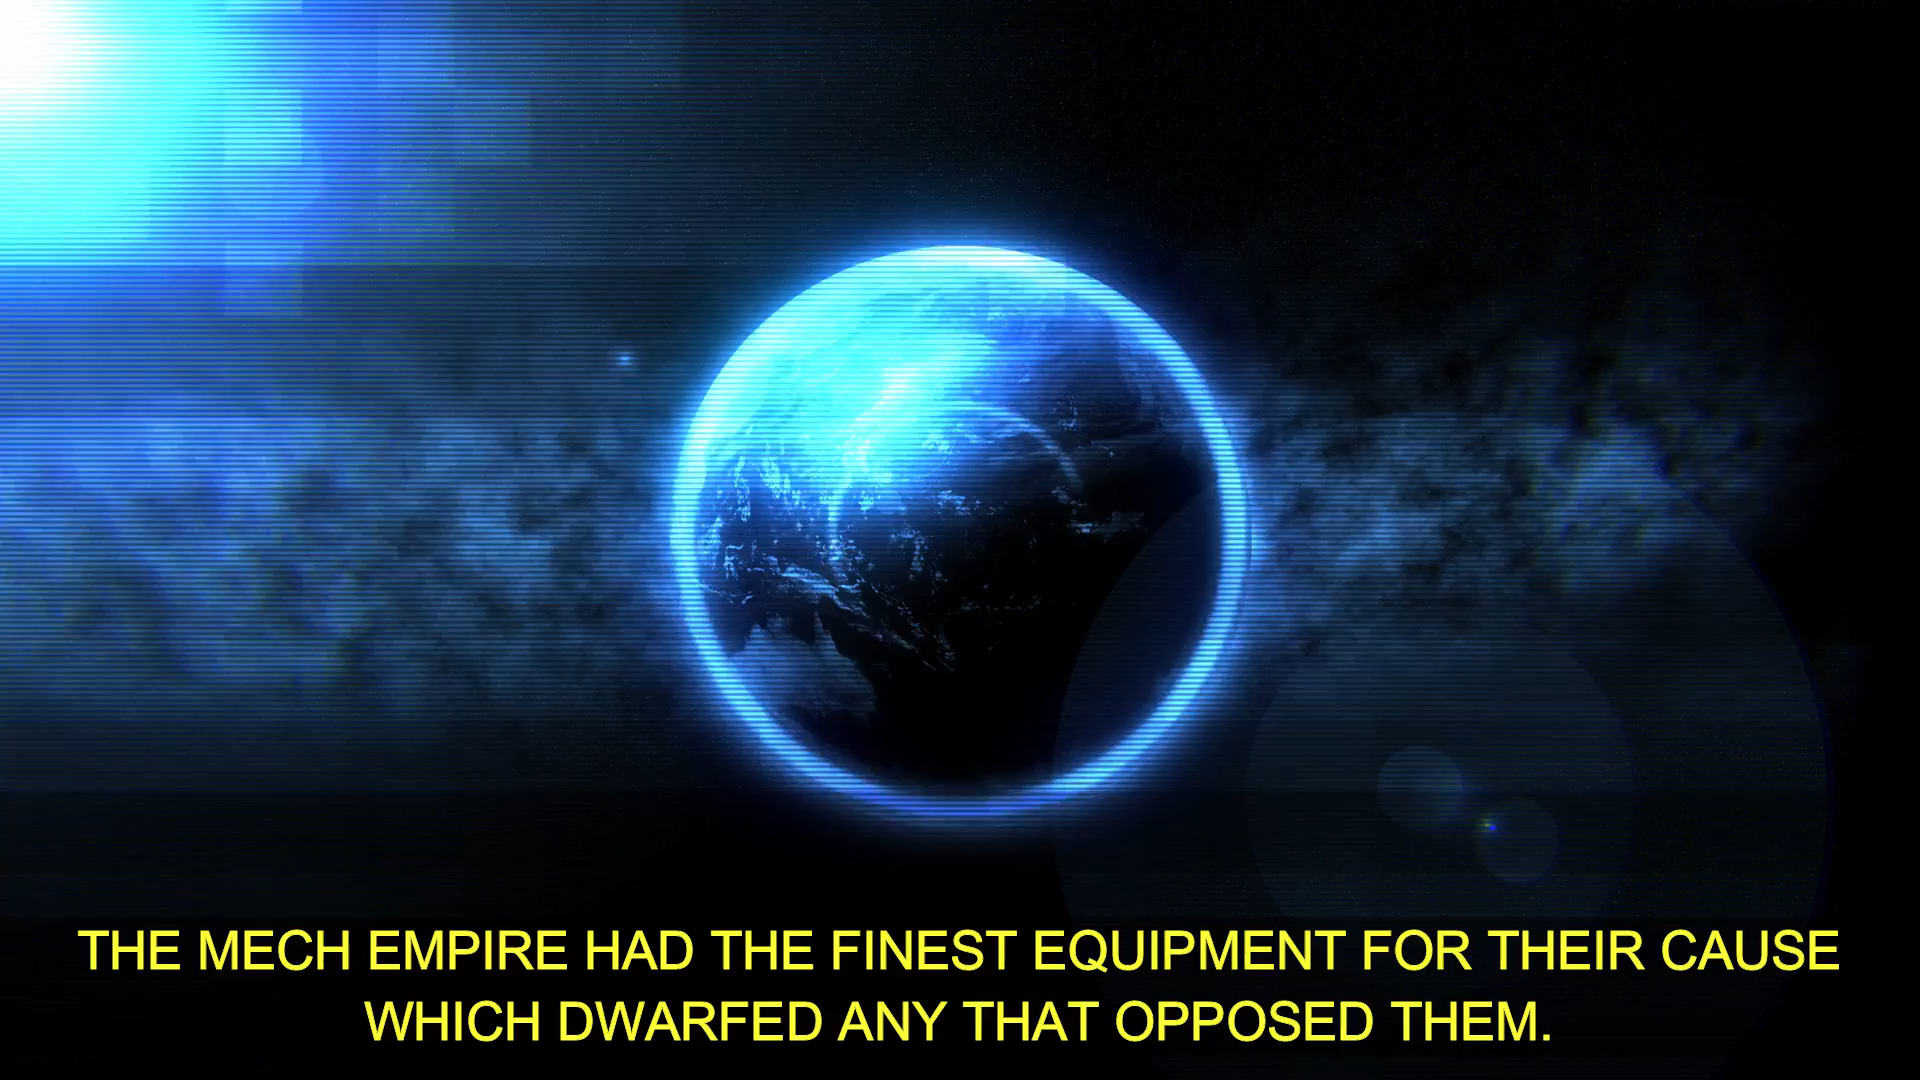 THE MECH EMPIRE HAD THE FINEST EQUIPMENT FOR THEIR CAUSE
WHICH DWARFED ANY THAT OPPOSED THEM.